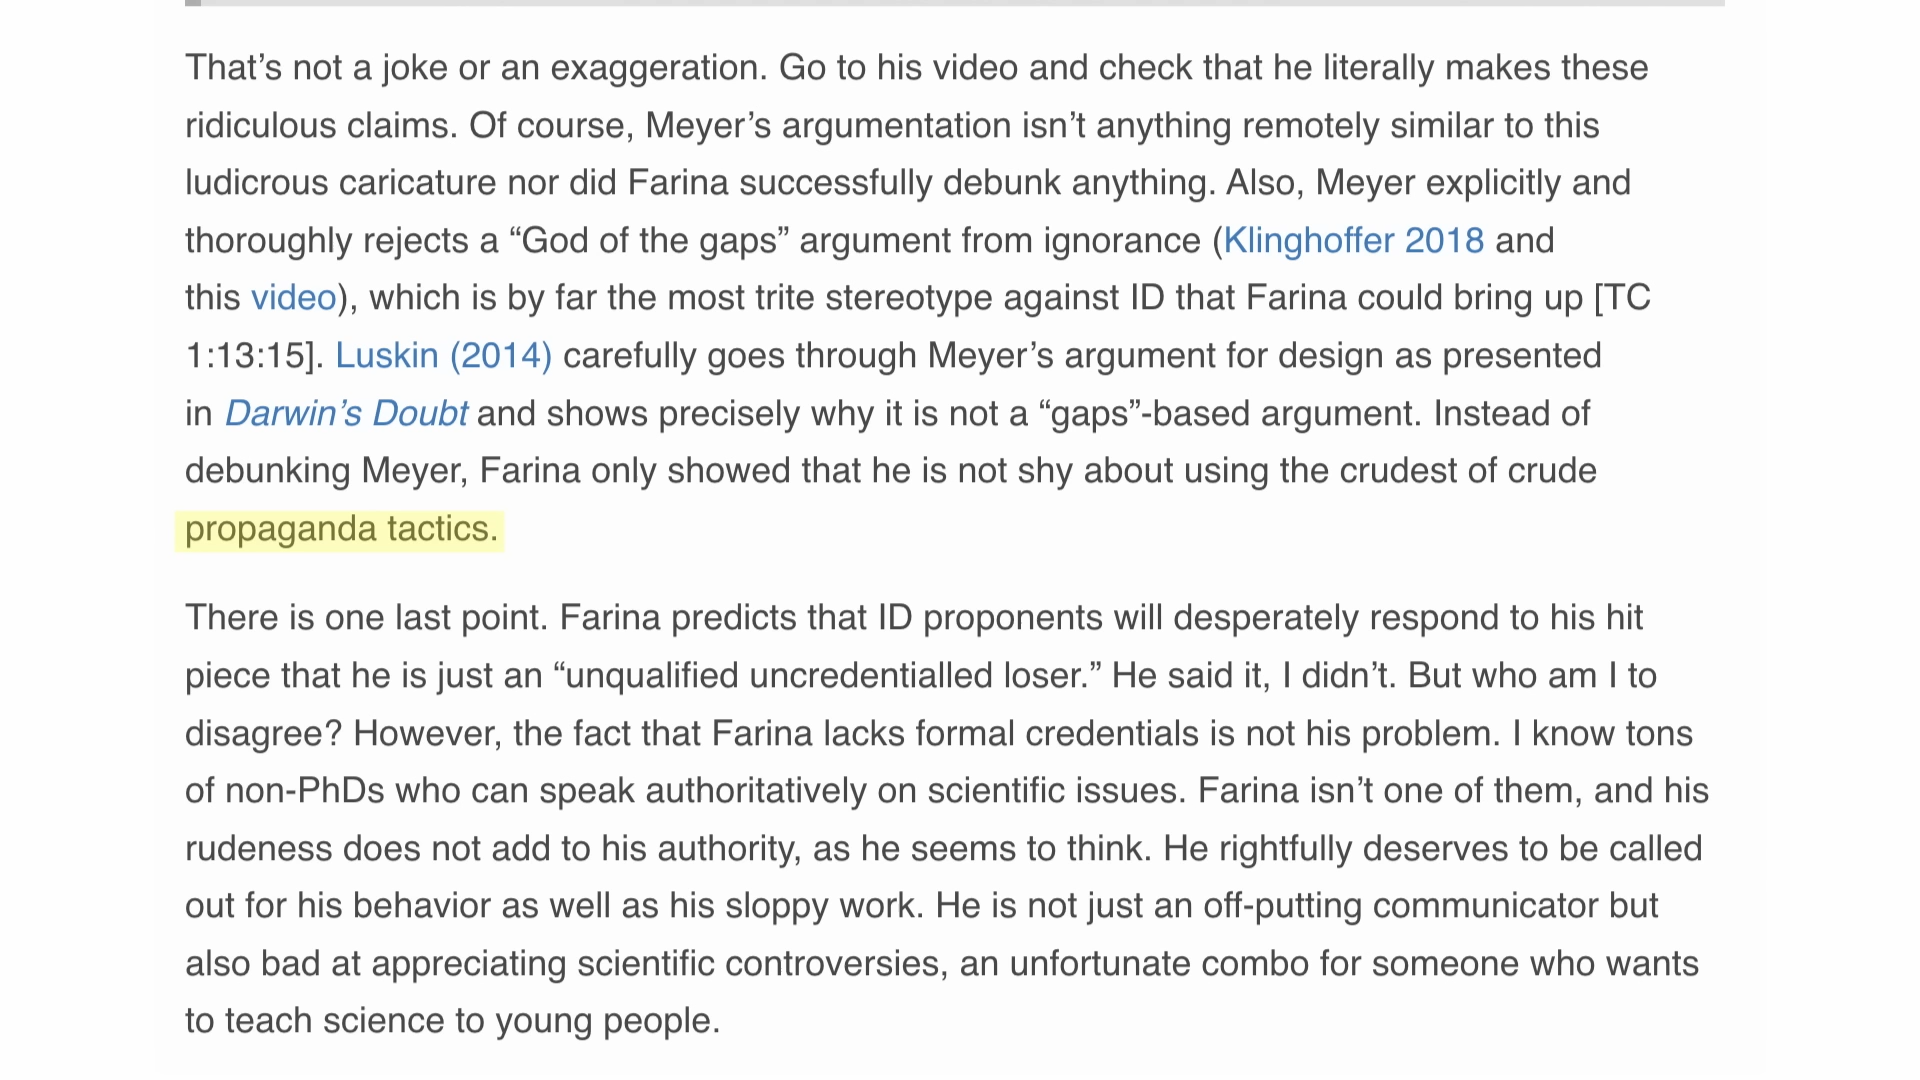 That’s not a joke or an exaggeration. Go to his video and check that he literally makes these
ridiculous claims. Of course, Meyer’s argumentation isn’t anything remotely similar to this
ludicrous caricature nor did Farina successfully debunk anything. Also, Meyer explicitly and
thoroughly rejects a “God of the gaps” argument from ignorance (Klinghoffer 2018 and
this video), which is by far the most trite stereotype against ID that Farina could bring up [TC
1:13:15]. Luskin (2014) carefully goes through Meyer’s argument for design as presented
in Darwin’s Doubt and shows precisely why it is not a “gaps”-based argument. Instead of
debunking Meyer, Farina only showed that he is not shy about using the crudest of crude
propaganda tactics.
There is one last point. Farina predicts that ID proponents will desperately respond to his hit
piece that he is just an “unqualified uncredentialled loser.” He said it, I didn’t. But who am I to
disagree? However, the fact that Farina lacks formal credentials is not his problem. I know tons
of non-PhDs who can speak authoritatively on scientific issues. Farina isn’t one of them, and his
rudeness does not add to his authority, as he seems to think. He rightfully deserves to be called
out for his behavior as well as his sloppy work. He is not just an off-putting communicator but
also bad at appreciating scientific controversies, an unfortunate combo for someone who wants
to teach science to young people.